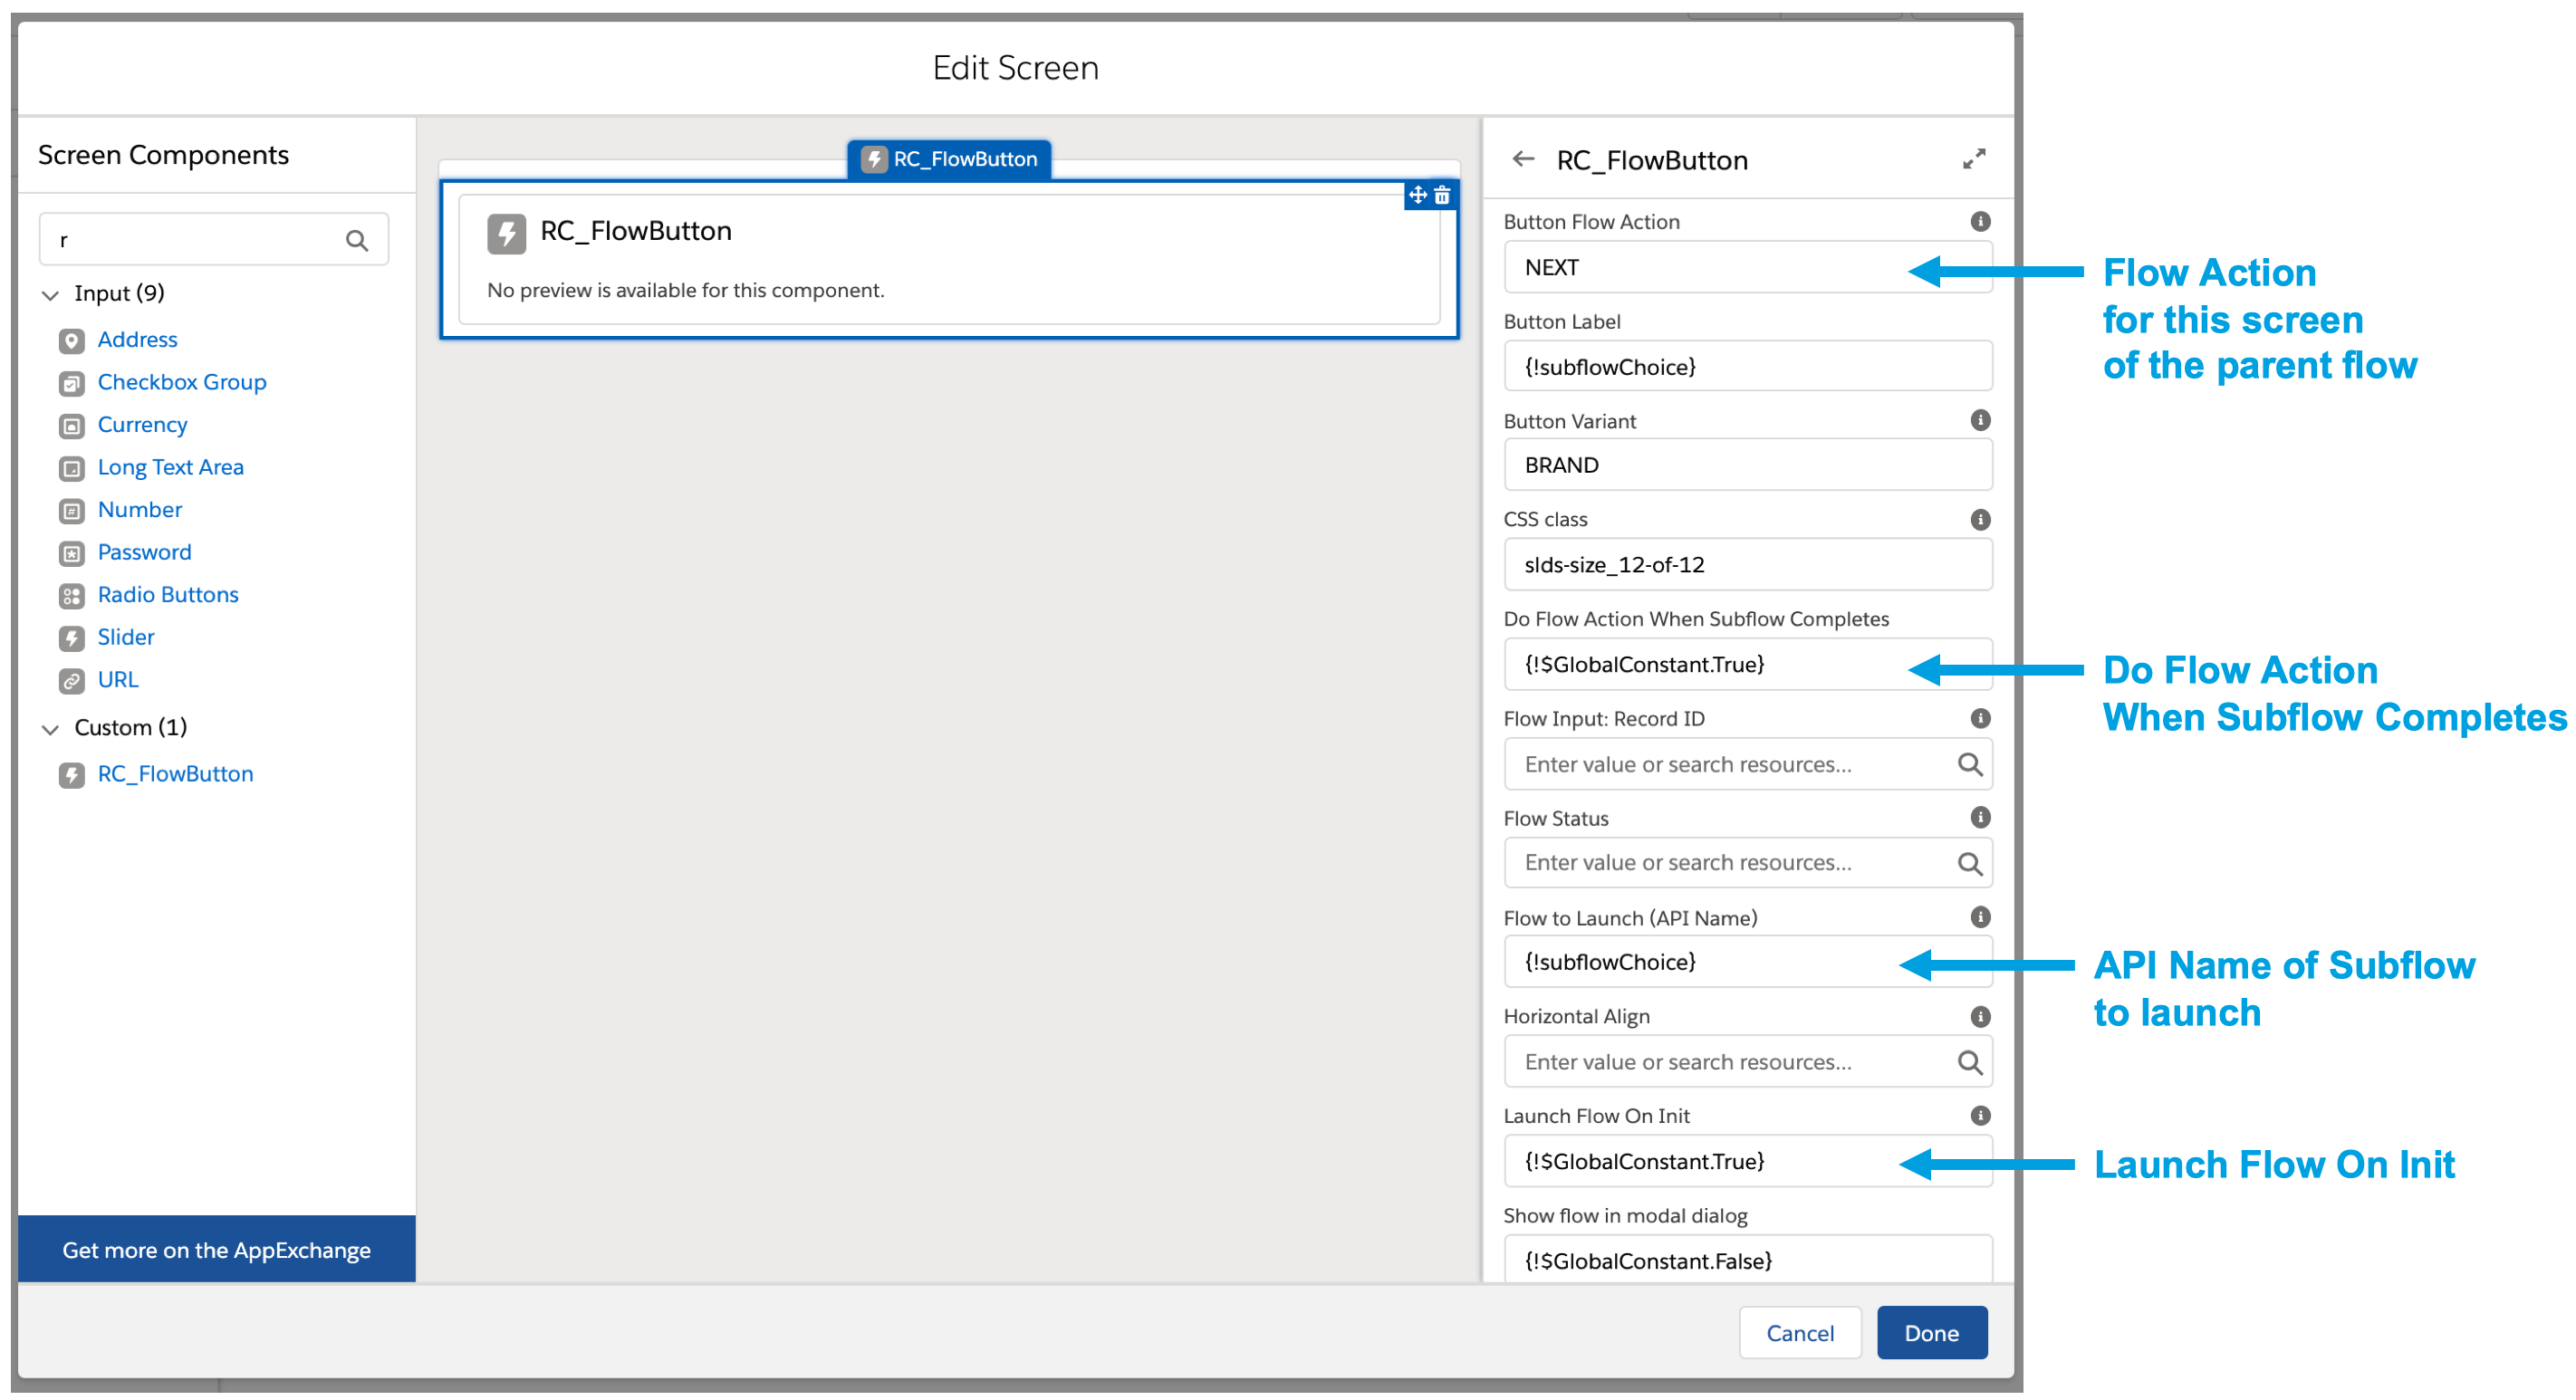 Edit Screen
Screen Components
r
Input (9)
Address
Checkbox Group
Currency
Long Text Area
Number
Password
Radio Buttons
Slider
URL
Custom (1)
RC_FlowButton
Get more on the AppExchange
RC_FlowButton
RC_FlowButton
No preview is available for this component.
RC_FlowButton
Button Flow Action
NEXT
Button Label
{!subflowChoice}
Button Variant
BRAND
CSS class
slds-size_12-of-12
Do Flow Action When Subflow Completes
{!$GlobalConstant.True}
Flow Input: Record ID
Enter value or search resources...
Flow Status
Enter value or search resources...
Flow to Launch (API Name)
{!subflowChoice}
Horizontal Align
Enter value or search resources...
Launch Flow On Init
{!$GlobalConstant.True}
Show flow in modal dialog
{!$GlobalConstant.False}
Cancel
Done
Flow Action
for this screen
of the parent flow
Do Flow Action
When Subflow Completes
API Name of Subflow
to launch
Launch Flow On Init